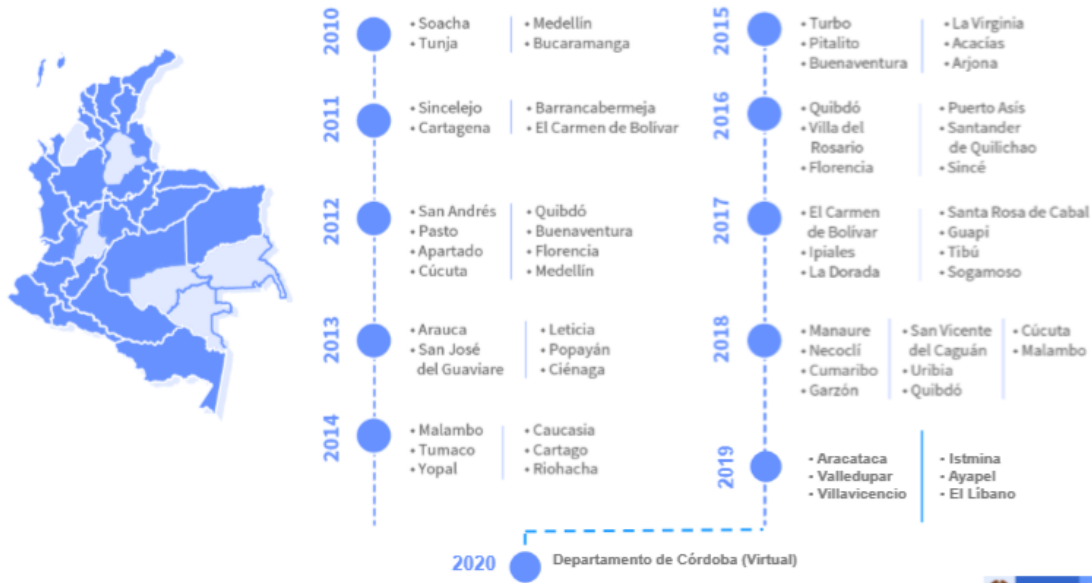 2010
• Soacha
• Tunja
• Medellín
• Bucaramanga
2011
• Sincelejo
• Cartagena
• Barrancabermeja
• El Carmen de Bolívar
2012
• San Andrés
• Pasto
• Apartado
• Cúcuta
• Quibdó
• Buenaventura
• Florencia
• Medellín
2013
• Arauca
• San José
del Guaviare
• Leticia
• Popayán
• Ciénaga
2014
• Malambo
• Tumaco
• Yopal
• Caucasia
• Cartago
• Riohacha
2015
• Turbo
• Pitalito
• Buenaventura
• La Virginia
• Acacías
• Arjona
2016
• Quibdó
• Villa del
Rosario
• Florencia
• Puerto Asís
• Santander
de Quilichao
• Sincé
2017
• El Carmen
de Bolívar
• Ipiales
• La Dorada
• Santa Rosa de Cabal
• Guapi
• Tibú
• Sogamoso
2018
• Manaure
• Necoclí
• Cumaribo
• Garzón
• San Vicente
del Caguán
• Uribia
• Quibdó
• Cúcuta
• Malambo
2019
• Aracataca
• Valledupar
• Villavicencio
• Istmina
• Ayapel
• El Líbano
2020
Departamento de Córdoba (Virtual)